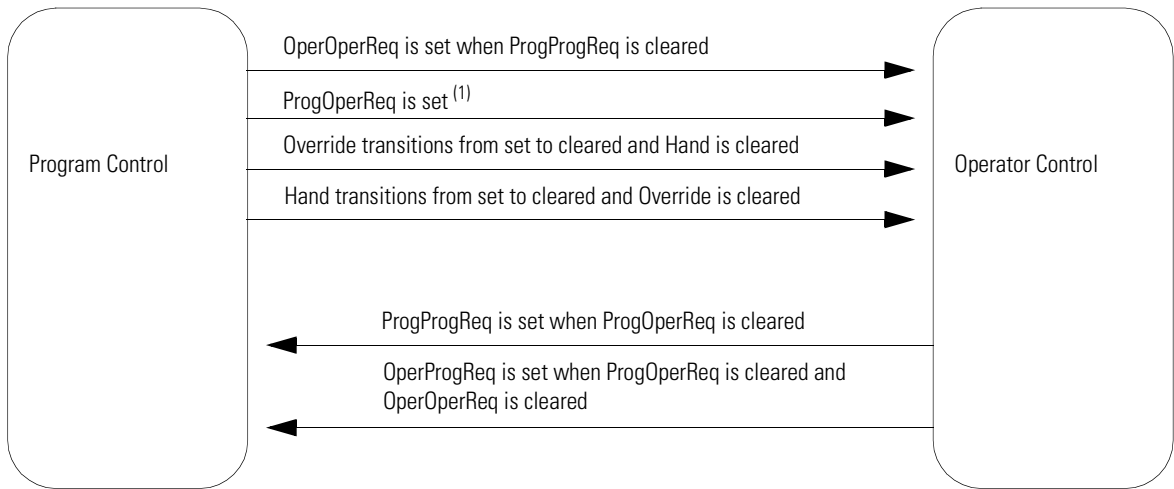 OperOperReq is set when ProgProgReq is cleared
ProgOperReq is set (1)
Override transitions from set to cleared and Hand is cleared
Program Control
Operator Control
Hand transitions from set to cleared and Override is cleared
ProgProgReq is set when ProgOperReq is cleared
OperProgReq is set when ProgOperReq is cleared and
OperOperReq is cleared